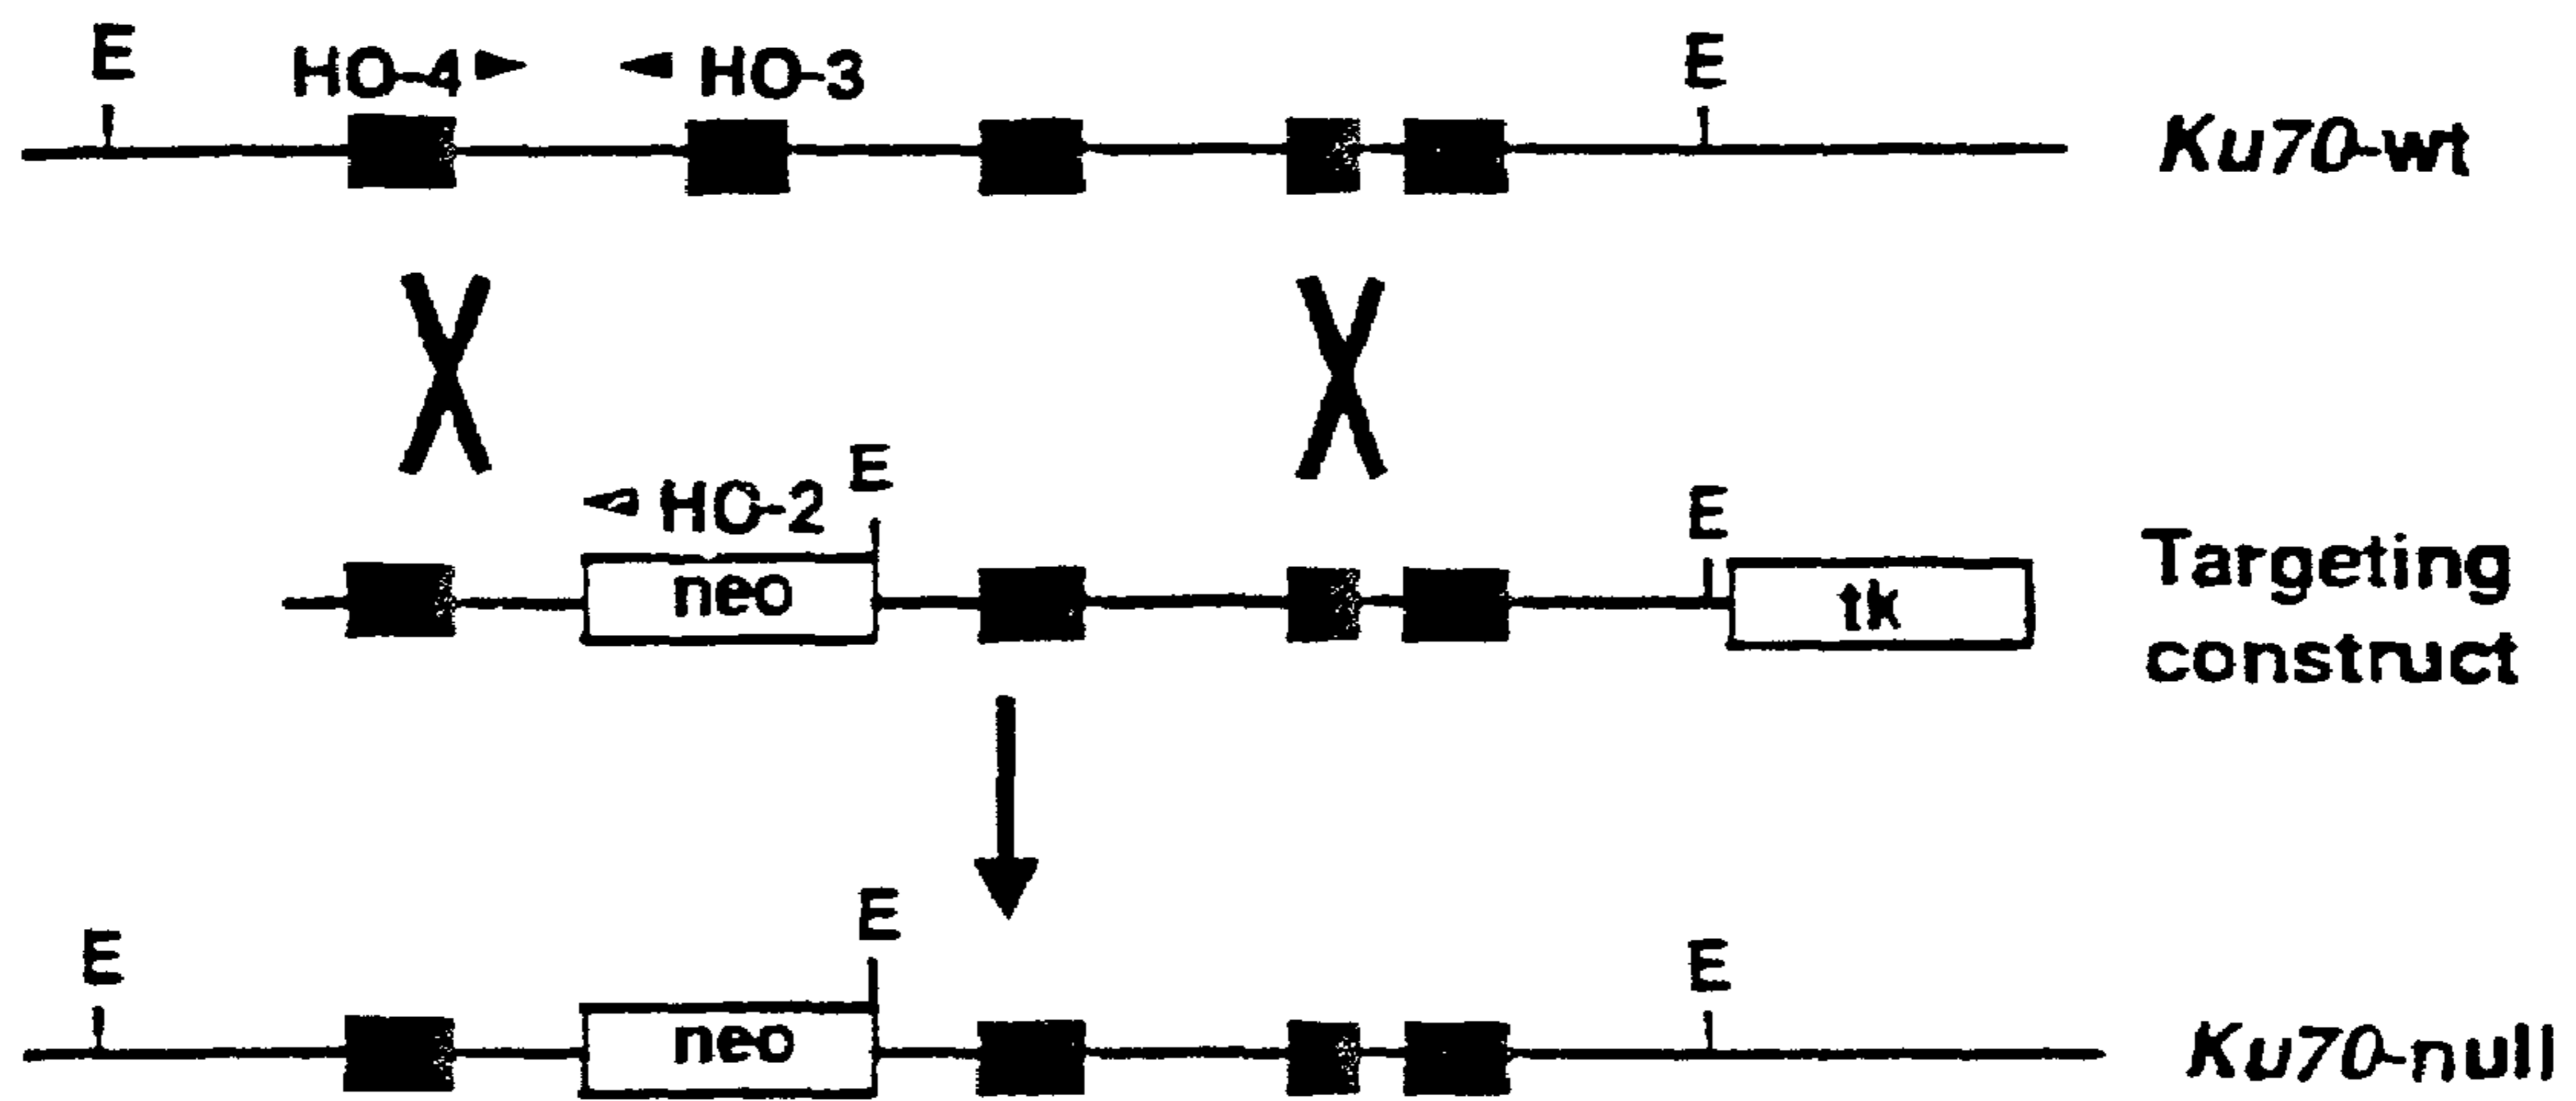 E
HO-4
HO-3
E
Ku70-wt
HO-2
E
E
neo
tk
Targeting
construct
E
E
E
neo
Ku70-null